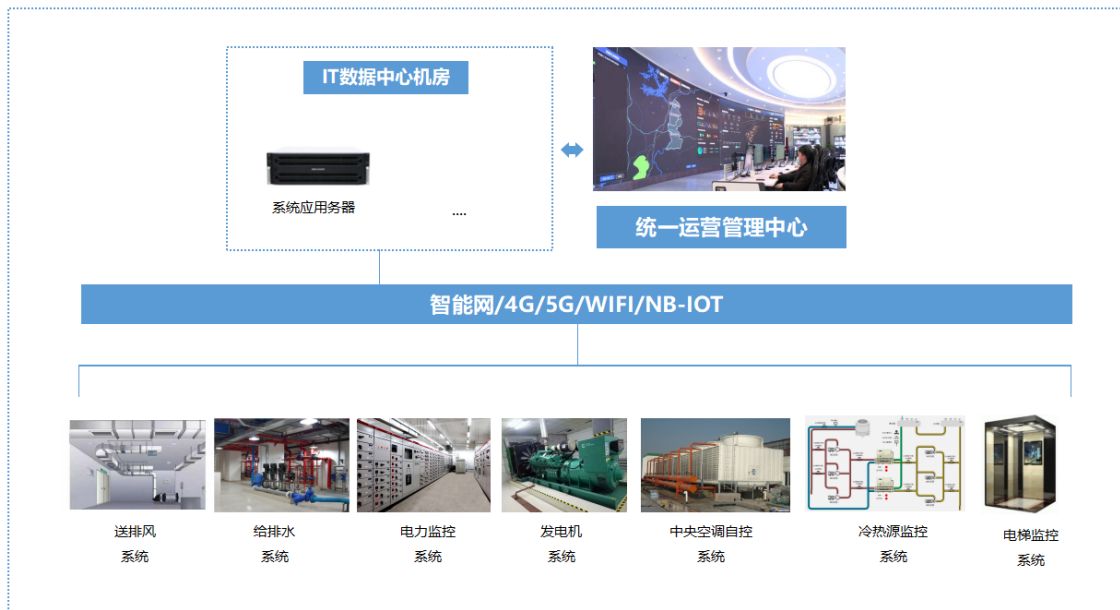 IT数据中心机房
系统应用务器
....
统一运营管理中心
智能网/4G/5G/WIFI/NB-IOT
送排风
系统
给排水
系统
电力监控
系统
发电机
系统
中央空调自控
系统
冷热源监控
系统
电梯监控
系统